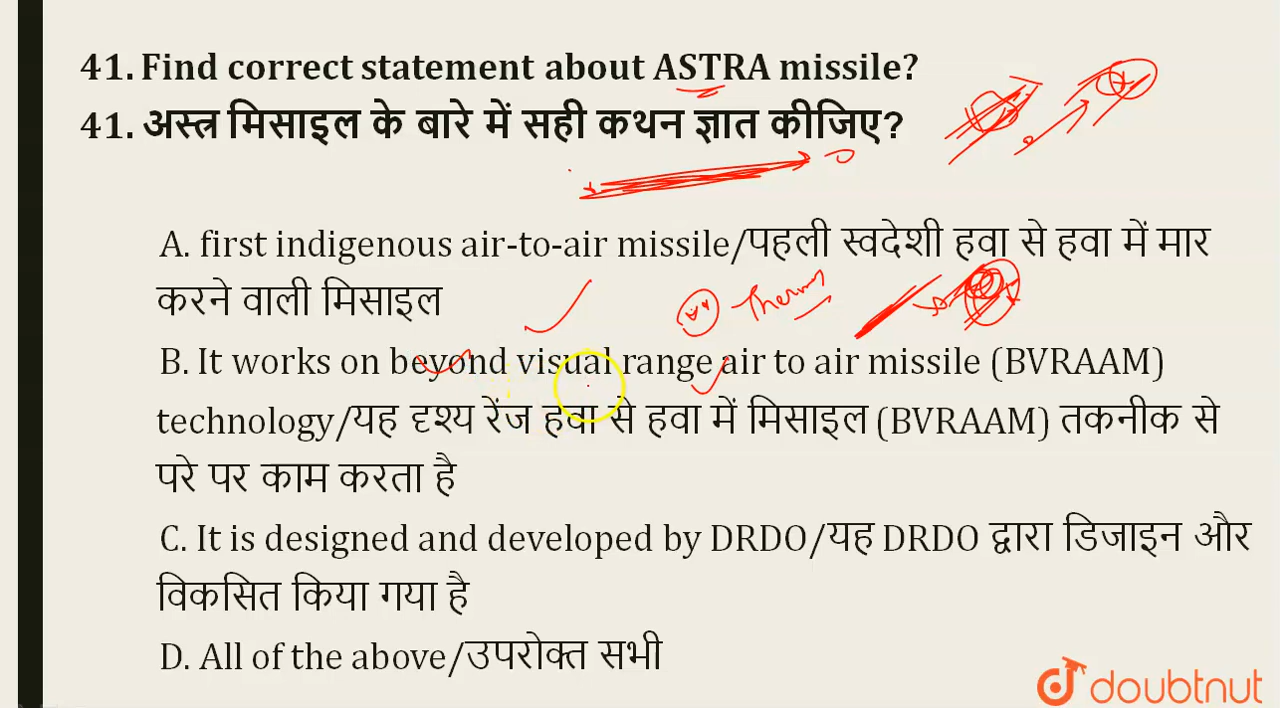 41. Find correct statement about ASTRA missile?
41. अस्त्र मिसाइल के बारे में सही कथन ज्ञात कीजिए?
A. first indigenous air-to-air missile/पहली स्वदेशी हवा से हवा में मार
करने वाली मिसाइल
B. It works on beyond visual range air to air missile (BVRAAM)
technology/यह दृश्य रेंज हवा से हवा में मिसाइल (BVRAAM) तकनीक से
परे पर काम करता है
C. It is designed and developed by DRDO/यह DRDO द्वारा डिजाइन और
विकसित किया गया है
D. All of the above/उपरोक्त सभी
doubtnut